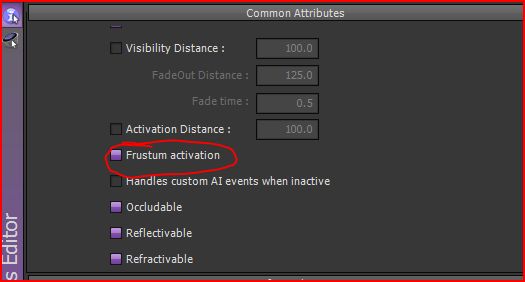 Common Attributes
Visibility Distance : 100.0
FadeOut Distance : 125.0
Fade time : 0.5
Activation Distance : 100.0
Frustum activation
Handles custom AI events when inactive
Occludable
Reflectivable
Refractivable
s Editor